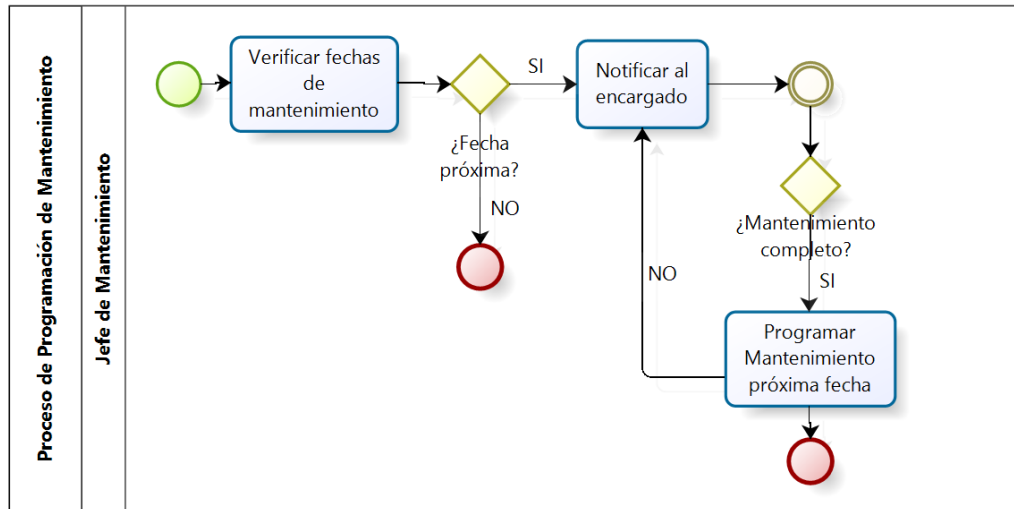 Proceso de Programación de Mantenimiento
Jefe de Mantenimiento
Verificar fechas
de
mantenimiento
¿Fecha
próxima?
SI
NO
Notificar al
encargado
¿Mantenimiento
completo?
NO
SI
Programar
Mantenimiento
próxima fecha